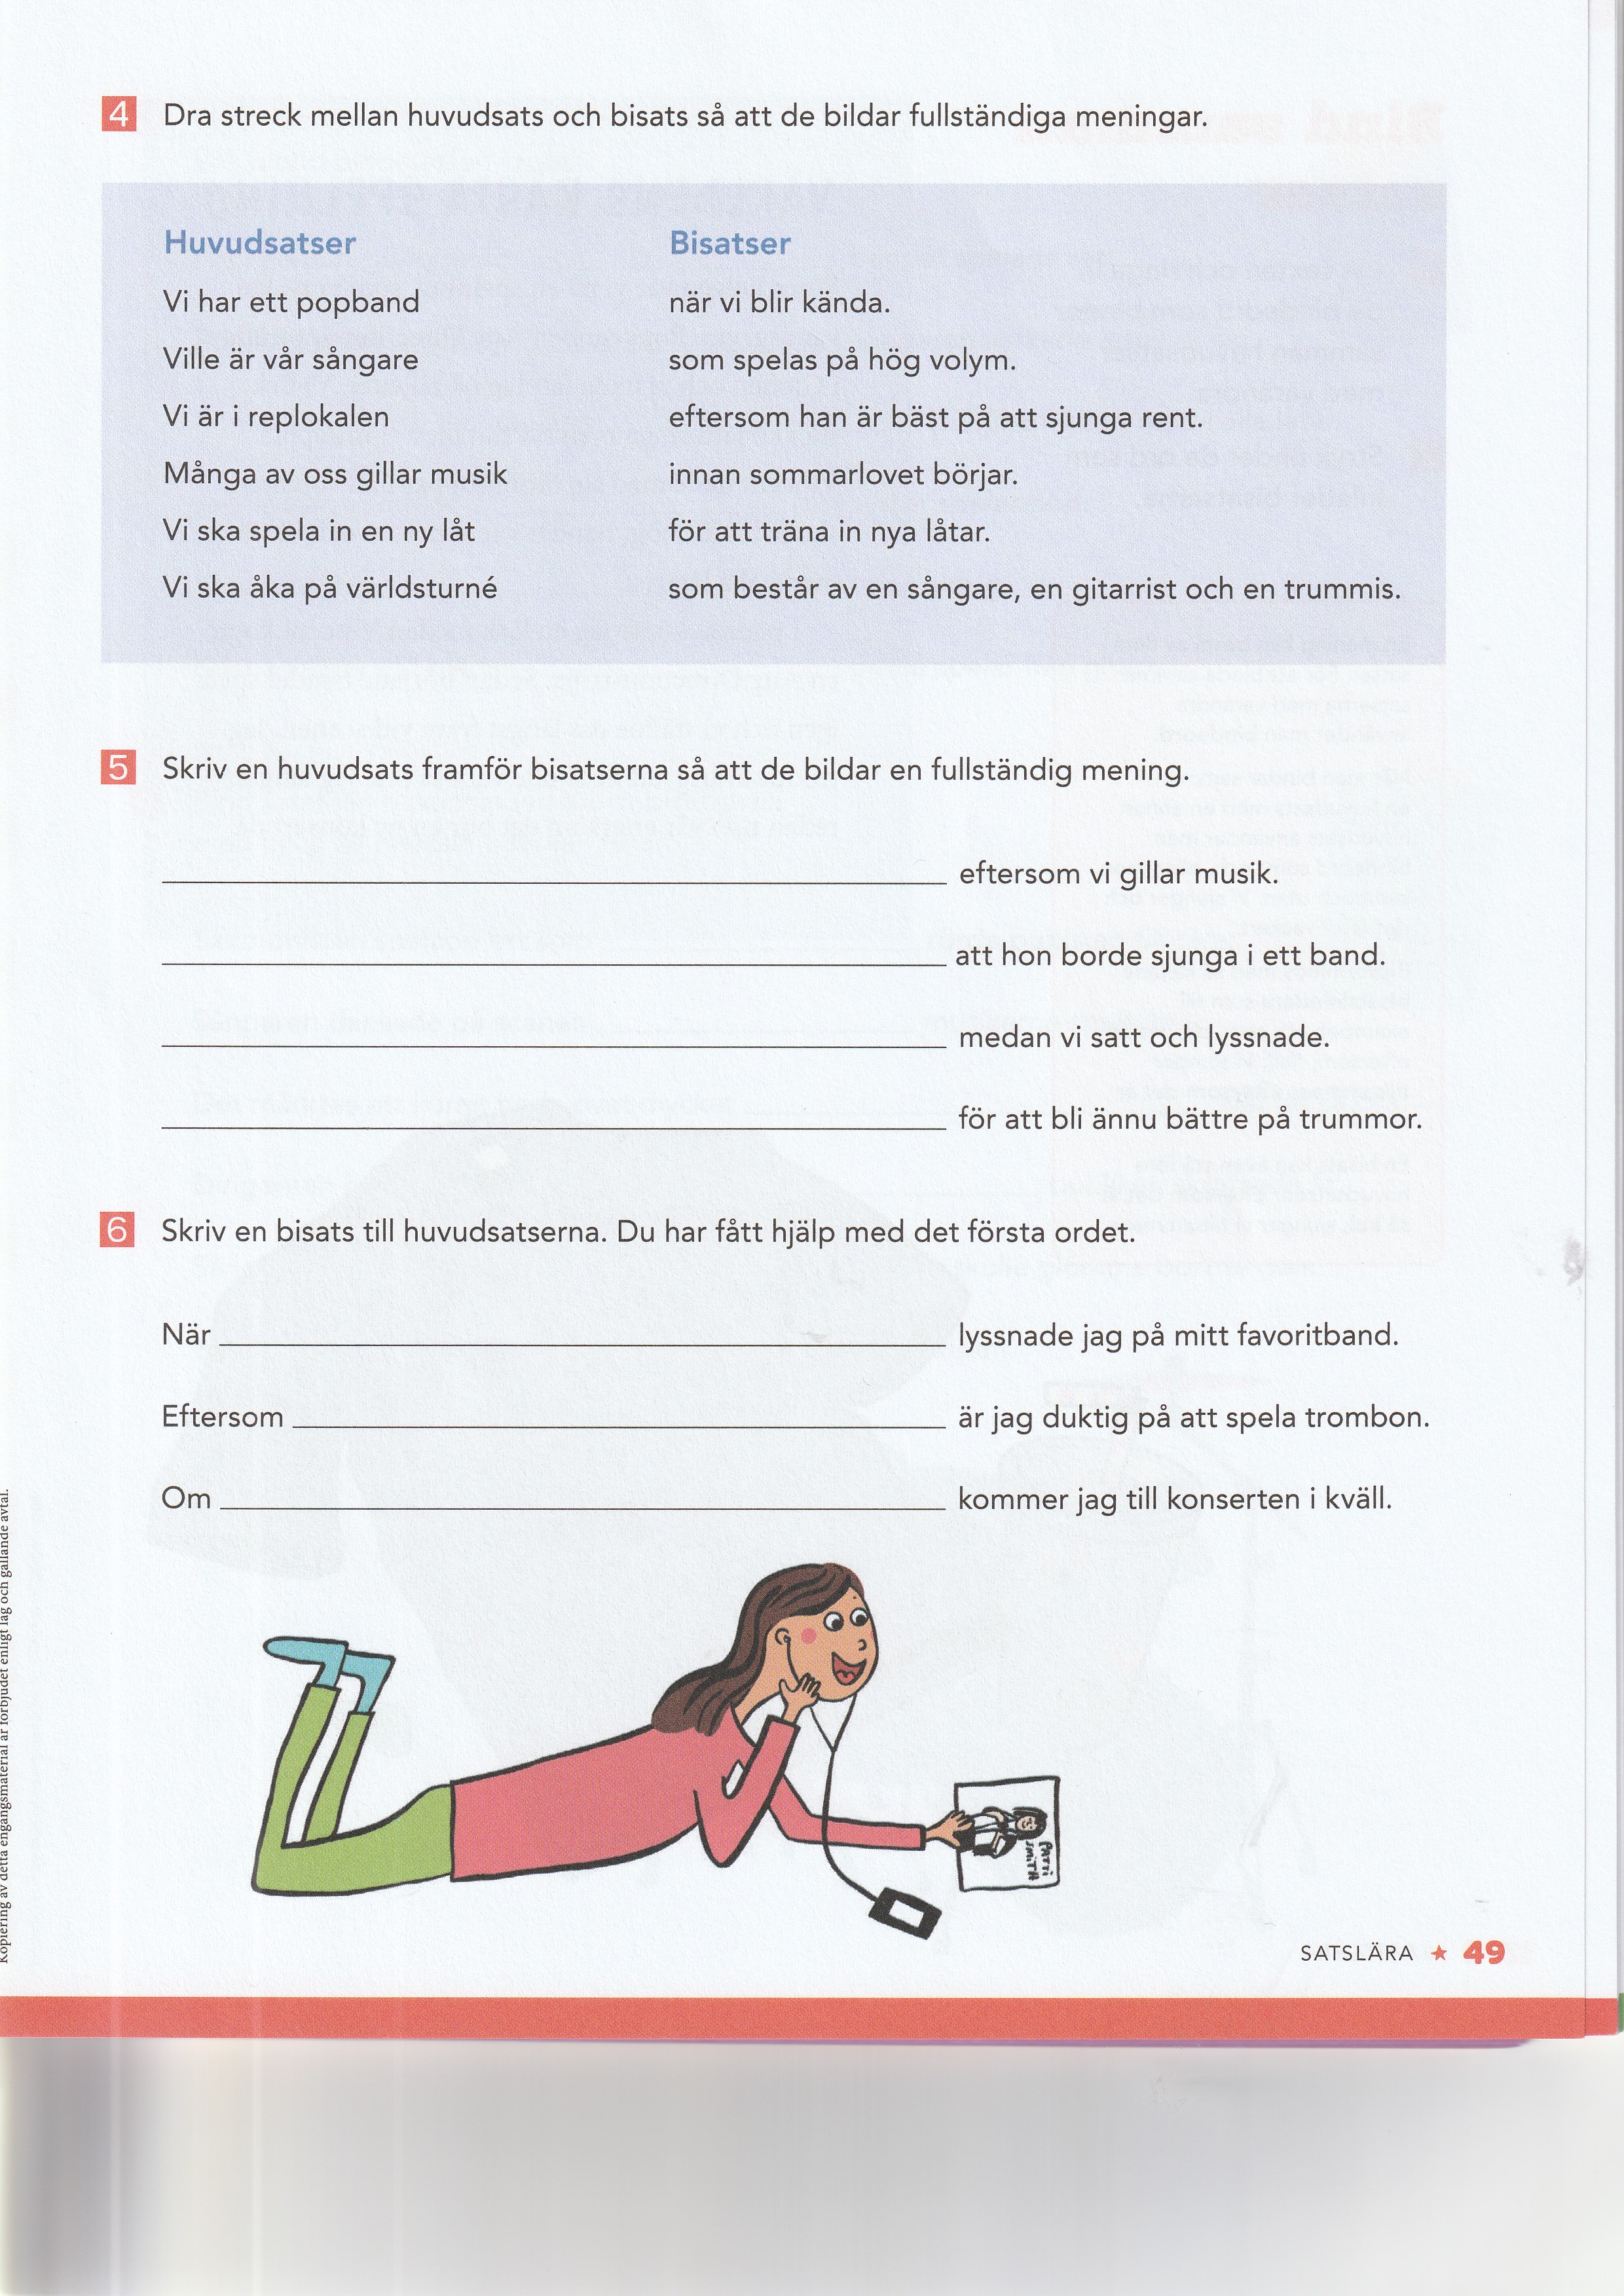 4 Dra streck mellan huvudsats och bisats så att de bildar fullständiga meningar.
Huvudsatser Bisatser
Vi har ett popband när vi blir kända.
Ville är vår sångare som spelas på hög volym.
Vi är i replokalen eftersom han är bäst på att sjunga rent.
Många av oss gillar musik innan sommarlovet börjar.
Vi ska spela in en ny låt för att träna in nya låtar.
Vi ska åka på världsturné som består av en sångare, en gitarrist och en trummis.
5 Skriv en huvudsats framför bisatserna så att de bildar en fullständig mening.
eftersom vi gillar musik.
att hon borde sjunga i ett band.
medan vi satt och lyssnade.
för att bli ännu bättre på trummor.
6 Skriv en bisats till huvudsatserna. Du har fått hjälp med det första ordet.
När lyssnade jag på mitt favoritband.
Eftersom är jag duktig på att spela trombon.
Om kommer jag till konserten i kväll.
Kopiering av detta engångsmaterial är förbjudet enligt lag och gällande avtal.
PATTI
SMITH
SATSLÄRA 49